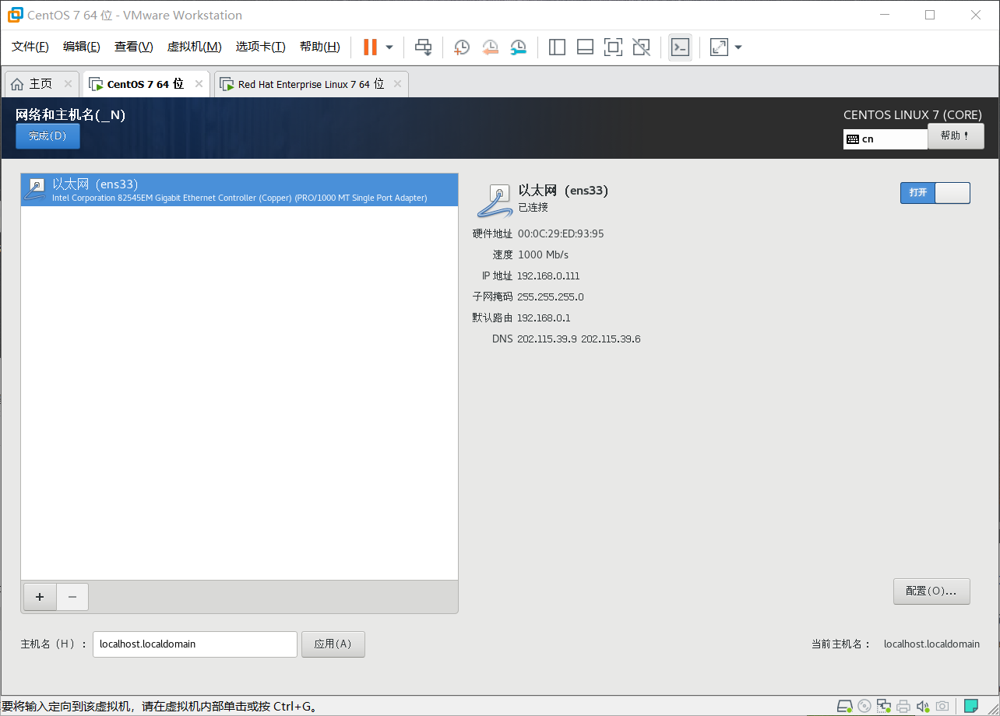 CentOS 7 64 位 - VMware Workstation
文件(F) 编辑(E) 查看(V) 虚拟机(M) 选项卡(T) 帮助(H)
主页 CentOS 7 64 位 Red Hat Enterprise Linux 7 64 位
网络和主机名(_N) CENTOS LINUX 7 (CORE)
完成(D) cn 帮助！
以太网（ens33）
Intel Corporation 82545EM Gigabit Ethernet Controller (Copper) (PRO/1000 MT Single Port Adapter)
以太网（ens33） 打开
已连接
硬件地址 00:0C:29:ED:93:95
速度 1000 Mb/s
IP 地址 192.168.0.111
子网掩码 255.255.255.0
默认路由 192.168.0.1
DNS 202.115.39.9 202.115.39.6
+ −
配置(O)...
主机名（H）： localhost.localdomain 应用(A) 当前主机名： localhost.localdomain
要将输入定向到该虚拟机，请在虚拟机内部单击或按 Ctrl+G。